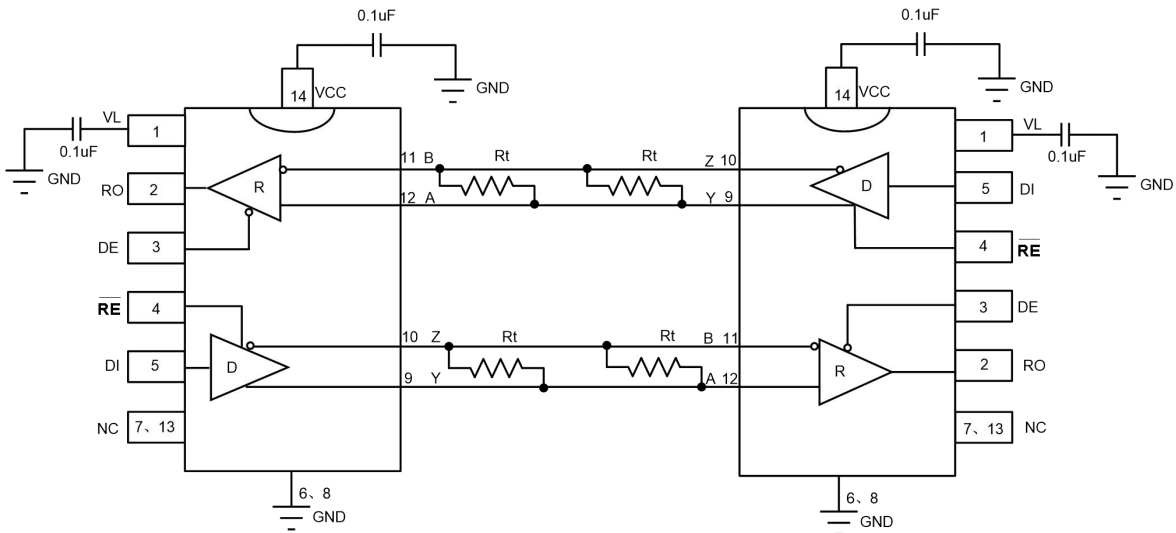 0.1uF
0.1uF
GND
GND
14
VCC
14
VCC
VL
1
0.1uF
GND
1
VL
0.1uF
GND
11 B
Rt
Rt
Z 10
RO
2
R
12 A
Y 9
D
5
DI
DE
3
4
RE
RE
4
3
DE
10 Z
Rt
Rt
B 11
DI
5
D
9 Y
A 12
R
2
RO
NC
7、13
7、13
NC
6、8
GND
6、8
GND